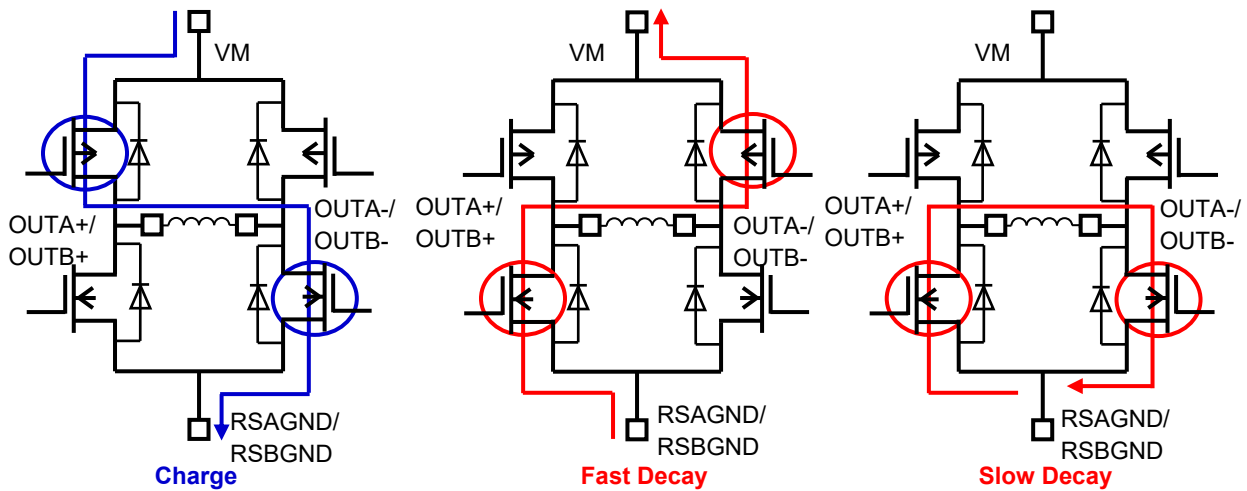 VM
OUTA+/
OUTB+
OUTA-/
OUTB-
RSAGND/
RSBGND
Charge
VM
OUTA+/
OUTB+
OUTA-/
OUTB-
RSAGND/
RSBGND
Fast Decay
VM
OUTA+/
OUTB+
OUTA-/
OUTB-
RSAGND/
RSBGND
Slow Decay